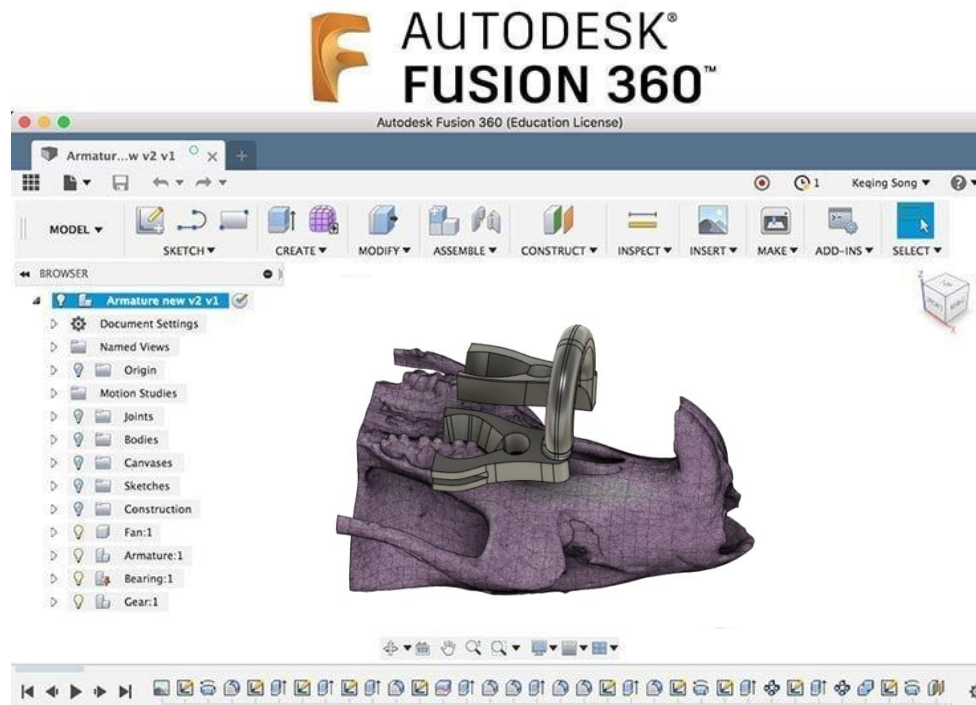 AUTODESK®
FUSION 360™
Autodesk Fusion 360 (Education License)
Armatur...w v2 v1
1
Keqing Song
MODEL
SKETCH
CREATE
MODIFY
ASSEMBLE
CONSTRUCT
INSPECT
INSERT
MAKE
ADD-INS
SELECT
BROWSER
Armature new v2 v1
Document Settings
Named Views
Origin
Motion Studies
Joints
Bodies
Canvases
Sketches
Construction
Fan:1
Armature:1
Bearing:1
Gear:1
Z
X